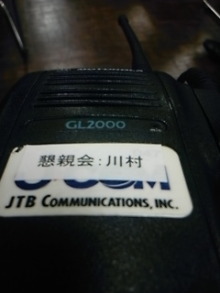 GL2000
懇親会：川村
JTB COMMUNICATIONS, INC.